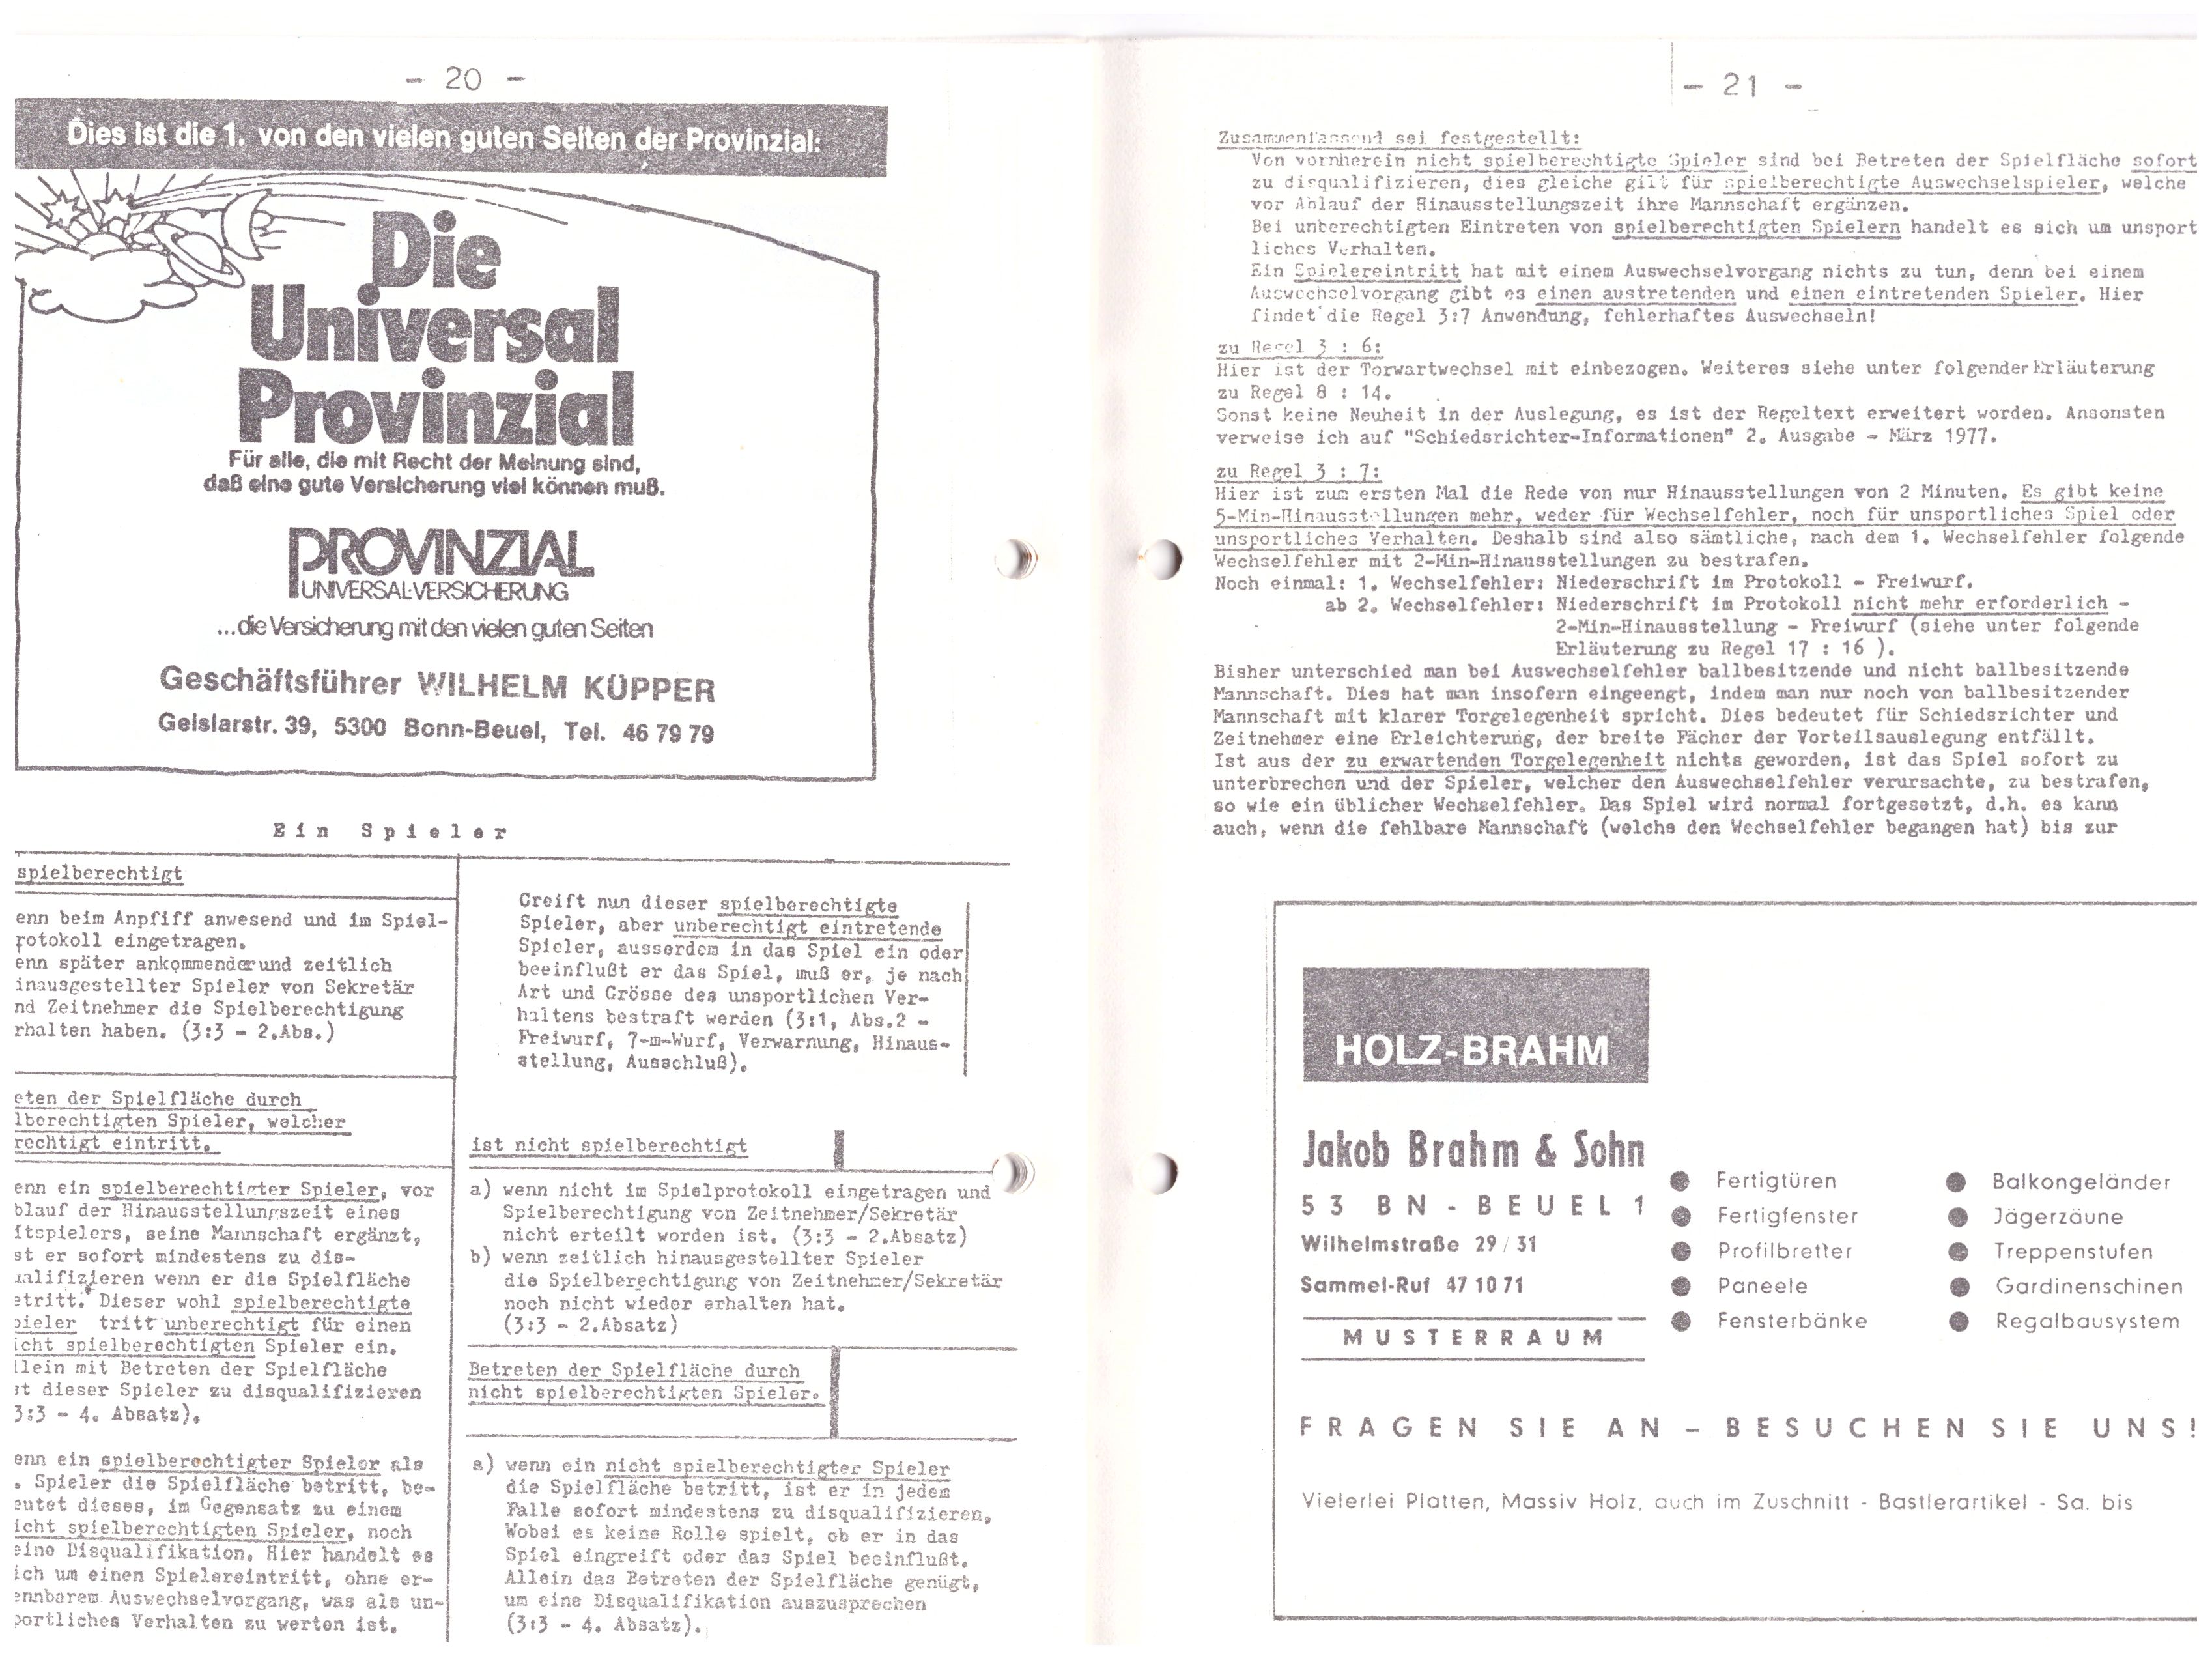 - 20 -
Dies ist die 1. von den vielen guten Seiten der Provinzial:
Die
Universal
Provinzial
Für alle, die mit Recht der Meinung sind,
daß eine gute Versicherung viel können muß.
PROVINZIAL
UNIVERSAL-VERSICHERUNG
...die Versicherung mit den vielen guten Seiten
Geschäftsführer WILHELM KÜPPER
Geislarstr. 39, 5300 Bonn-Beuel, Tel. 46 79 79
Ein Spieler
spielberechtigt
enn beim Anpfiff anwesend und im Spiel-
rotokoll eingetragen.
enn später ankommender und zeitlich
inausgestellter Spieler von Sekretär
nd Zeitnehmer die Spielberechtigung
rhalten haben. (3:3 - 2.Abs.)
eten der Spielfläche durch
lberechtigten Spieler, welcher
rechtigt eintritt.
enn ein spielberechtigter Spieler, vor
blauf der Hinausstellungszeit eines
itspielers, seine Mannschaft ergänzt,
st er sofort mindestens zu dis-
ualifizieren wenn er die Spielfläche
etritt. Dieser wohl spielberechtigte
pieler tritt unberechtigt für einen
icht spielberechtigten Spieler ein.
llein mit Betreten der Spielfläche
st dieser Spieler zu disqualifizieren
3:3 - 4. Absatz).
enn ein spielberechtigter Spieler als
. Spieler die Spielfläche betritt, be-
eutet dieses, im Gegensatz zu einem
icht spielberechtigten Spieler, noch
eine Disqualifikation. Hier handelt es
ich um einen Spielereintritt, ohne er-
ennbarem Auswechselvorgang, was als un-
portliches Verhalten zu werten ist.
Greift nun dieser spielberechtigte
Spieler, aber unberechtigt eintretende
Spieler, ausserdem in das Spiel ein oder
beeinflußt er das Spiel, muß er, je nach
Art und Grösse des unsportlichen Ver-
haltens bestraft werden (3:1, Abs.2 -
Freiwurf, 7-m-Wurf, Verwarnung, Hinaus-
stellung, Ausschluß).
ist nicht spielberechtigt
a) wenn nicht im Spielprotokoll eingetragen und
Spielberechtigung von Zeitnehmer/Sekretär
nicht erteilt worden ist. (3:3 - 2.Absatz)
b) wenn zeitlich hinausgestellter Spieler
die Spielberechtigung von Zeitnehmer/Sekretär
noch nicht wieder erhalten hat.
(3:3 - 2.Absatz)
Betreten der Spielfläche durch
nicht spielberechtigten Spieler.
a) wenn ein nicht spielberechtigter Spieler
die Spielfläche betritt, ist er in jedem
Falle sofort mindestens zu disqualifizieren,
Wobei es keine Rolle spielt, ob er in das
Spiel eingreift oder das Spiel beeinflußt.
Allein das Betreten der Spielfläche genügt,
um eine Disqualifikation auszusprechen
(3:3 - 4. Absatz).
- 21 -
Zusammenfassend sei festgestellt:
Von vornherein nicht spielberechtigte Spieler sind bei Betreten der Spielfläche sofort
zu disqualifizieren, dies gleiche gilt für spielberechtigte Auswechselspieler, welche
vor Ablauf der Hinausstellungszeit ihre Mannschaft ergänzen.
Bei unberechtigten Eintreten von spielberechtigten Spielern handelt es sich um unsport
liches Verhalten.
Ein Spielereintritt hat mit einem Auswechselvorgang nichts zu tun, denn bei einem
Auswechselvorgang gibt es einen austretenden und einen eintretenden Spieler. Hier
findet die Regel 3:7 Anwendung, fehlerhaftes Auswechseln!
zu Regel 3 : 6:
Hier ist der Torwartwechsel mit einbezogen. Weiteres siehe unter folgender Erläuterung
zu Regel 8 : 14.
Sonst keine Neuheit in der Auslegung, es ist der Regeltext erweitert worden. Ansonsten
verweise ich auf "Schiedsrichter-Informationen" 2. Ausgabe - März 1977.
zu Regel 3 : 7:
Hier ist zum ersten Mal die Rede von nur Hinausstellungen von 2 Minuten. Es gibt keine
5-Min-Hinausstellungen mehr, weder für Wechselfehler, noch für unsportliches Spiel oder
unsportliches Verhalten. Deshalb sind also sämtliche, nach dem 1. Wechselfehler folgende
Wechselfehler mit 2-Min-Hinausstellungen zu bestrafen.
Noch einmal: 1. Wechselfehler: Niederschrift im Protokoll - Freiwurf.
ab 2. Wechselfehler: Niederschrift im Protokoll nicht mehr erforderlich -
2-Min-Hinausstellung - Freiwurf (siehe unter folgende
Erläuterung zu Regel 17 : 16 ).
Bisher unterschied man bei Auswechselfehler ballbesitzende und nicht ballbesitzende
Mannschaft. Dies hat man insofern eingeengt, indem man nur noch von ballbesitzender
Mannschaft mit klarer Torgelegenheit spricht. Dies bedeutet für Schiedsrichter und
Zeitnehmer eine Erleichterung, der breite Fächer der Vorteilsauslegung entfällt.
Ist aus der zu erwartenden Torgelegenheit nichts geworden, ist das Spiel sofort zu
unterbrechen und der Spieler, welcher den Auswechselfehler verursachte, zu bestrafen,
so wie ein üblicher Wechselfehler. Das Spiel wird normal fortgesetzt, d.h. es kann
auch, wenn die fehlbare Mannschaft (welche den Wechselfehler begangen hat) bis zur
HOLZ-BRAHM
Jakob Brahm & Sohn
53 BN-BEUEL 1
Wilhelmstraße 29/31
Sammel-Ruf 47 10 71
MUSTERRAUM
● Fertigtüren
● Fertigfenster
● Profilbretter
● Paneele
● Fensterbänke
● Balkongeländer
● Jägerzäune
● Treppenstufen
● Gardinenschinen
● Regalbausystem
FRAGEN SIE AN - BESUCHEN SIE UNS!
Vielerlei Platten, Massiv Holz, auch im Zuschnitt - Bastlerartikel - Sa. bis